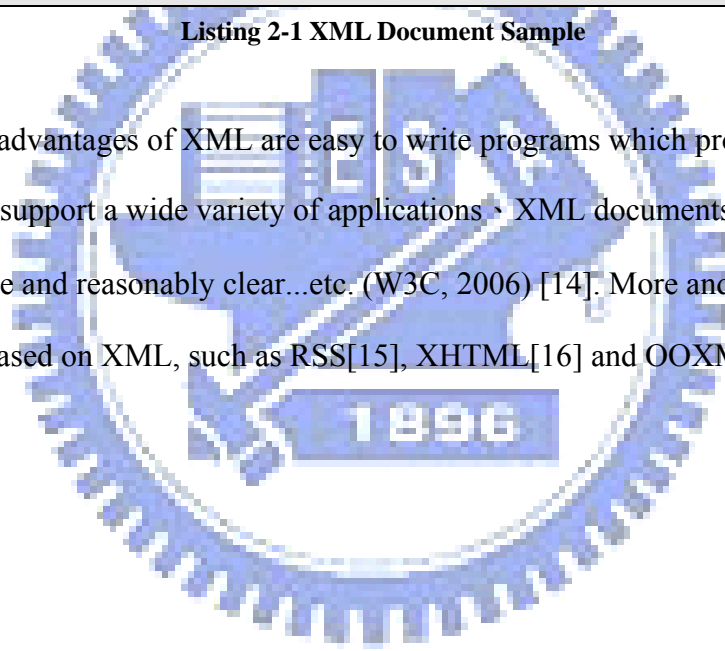 Listing 2-1 XML Document Sample
advantages of XML are easy to write programs which pro
support a wide variety of applications、XML documents
e and reasonably clear...etc. (W3C, 2006) [14]. More and
ased on XML, such as RSS[15], XHTML[16] and OOXM
E S
1896